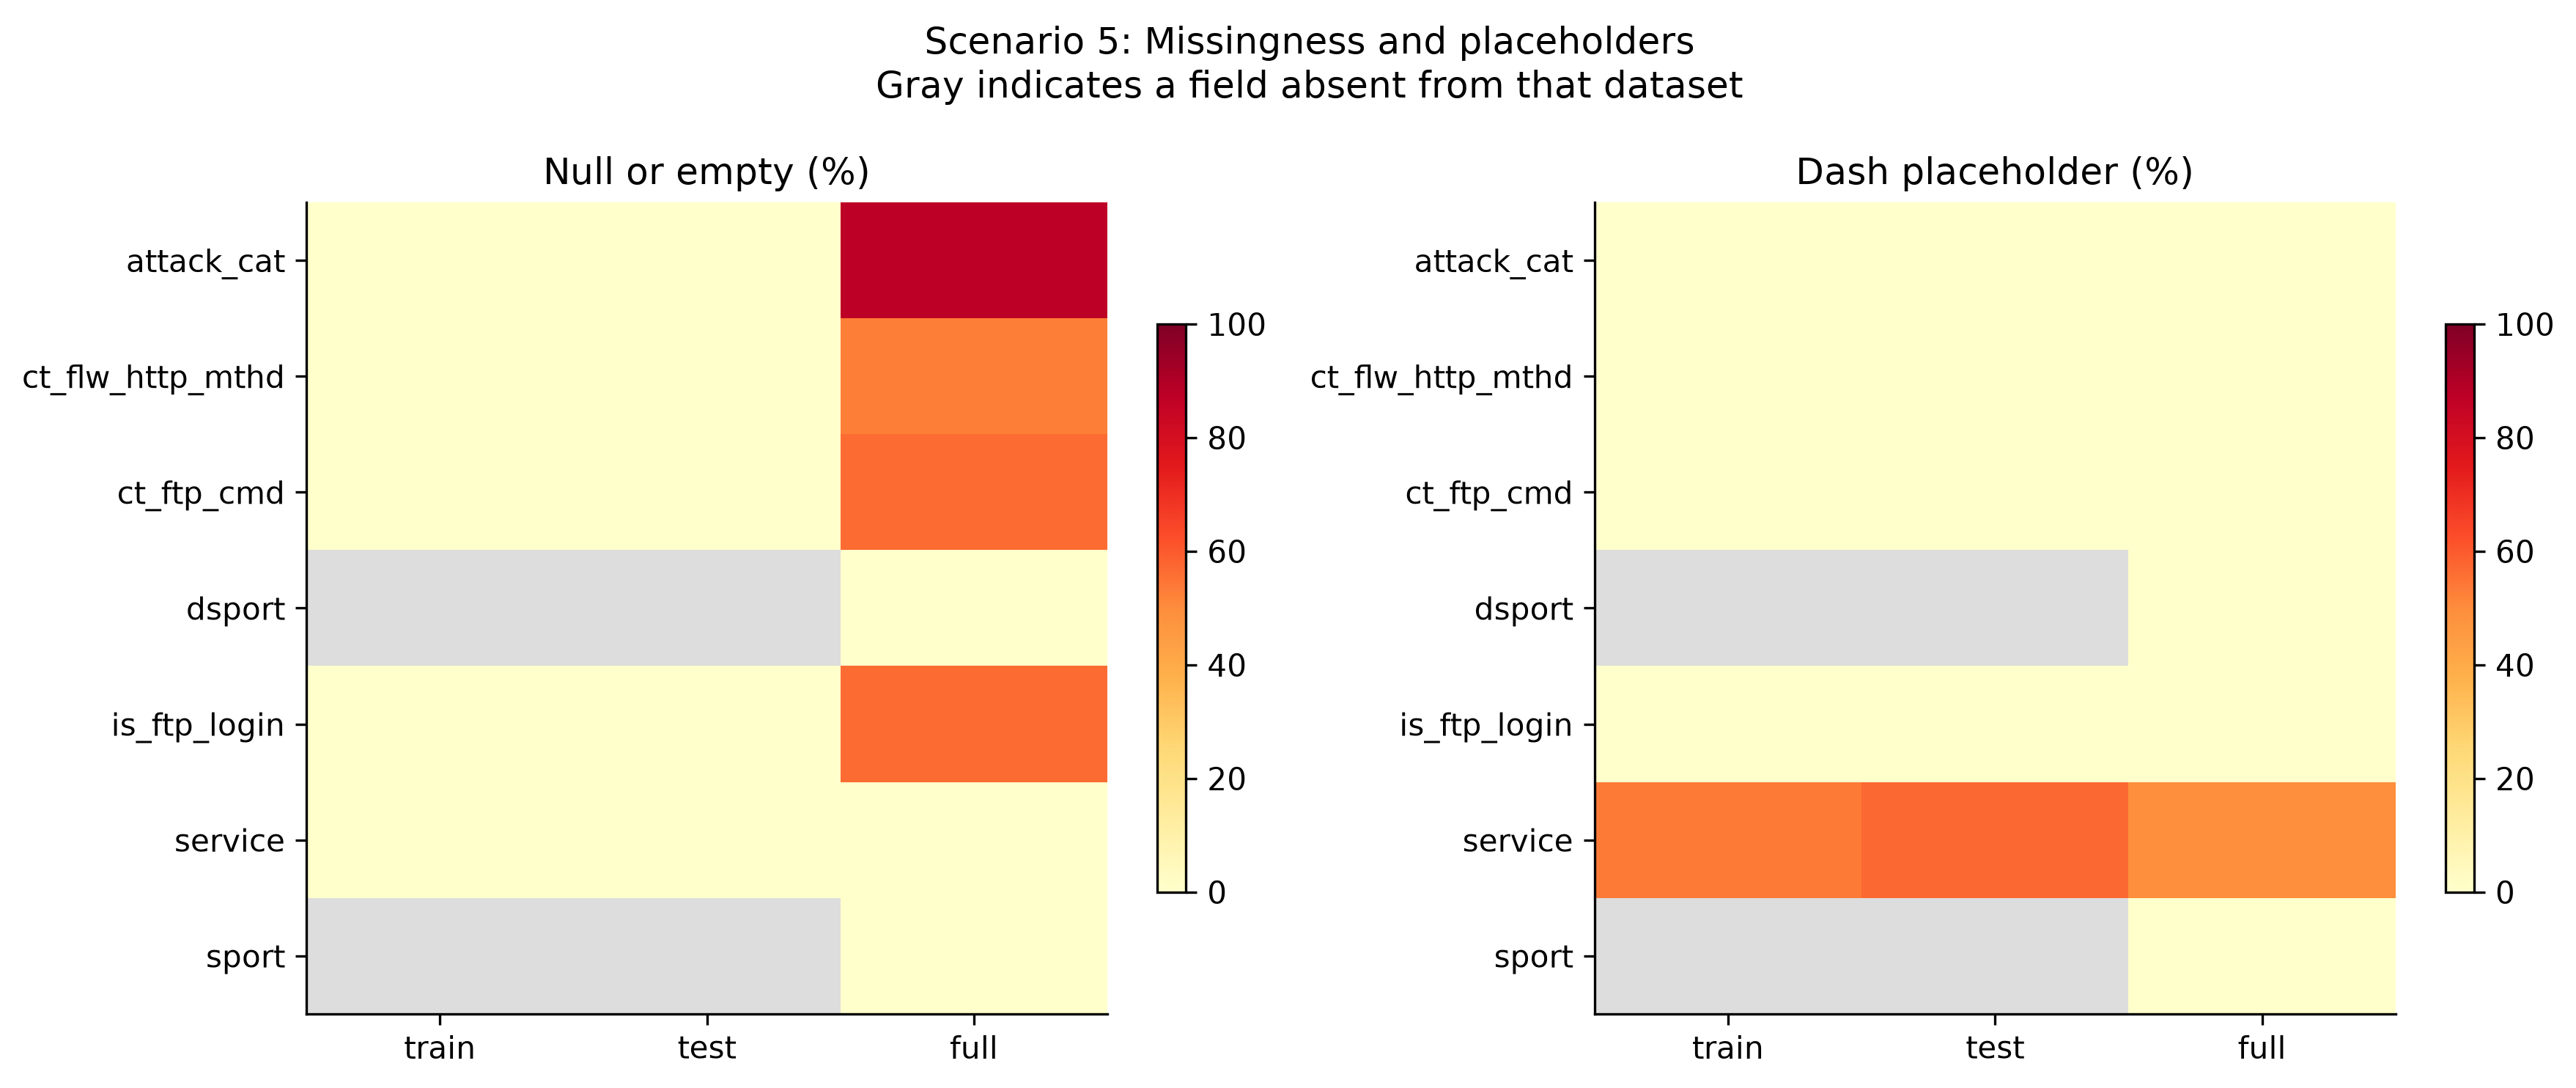 Scenario 5: Missingness and placeholders
Gray indicates a field absent from that dataset
Null or empty (%)
attack_cat
ct_flw_http_mthd
ct_ftp_cmd
dsport
is_ftp_login
service
sport
train
test
full
100
80
60
40
20
0
Dash placeholder (%)
attack_cat
ct_flw_http_mthd
ct_ftp_cmd
dsport
is_ftp_login
service
sport
train
test
full
100
80
60
40
20
0